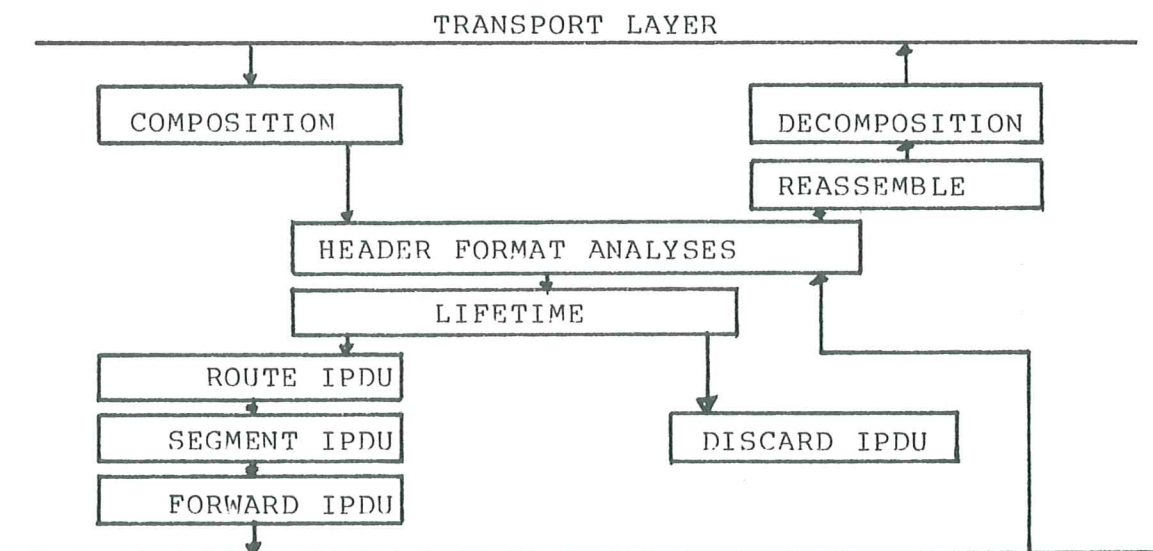 TRANSPORT LAYER
COMPOSITION
DECOMPOSITION
REASSEMBLE
HEADER FORMAT ANALYSES
LIFETIME
ROUTE IPDU
SEGMENT IPDU
DISCARD IPDU
FORWARD IPDU